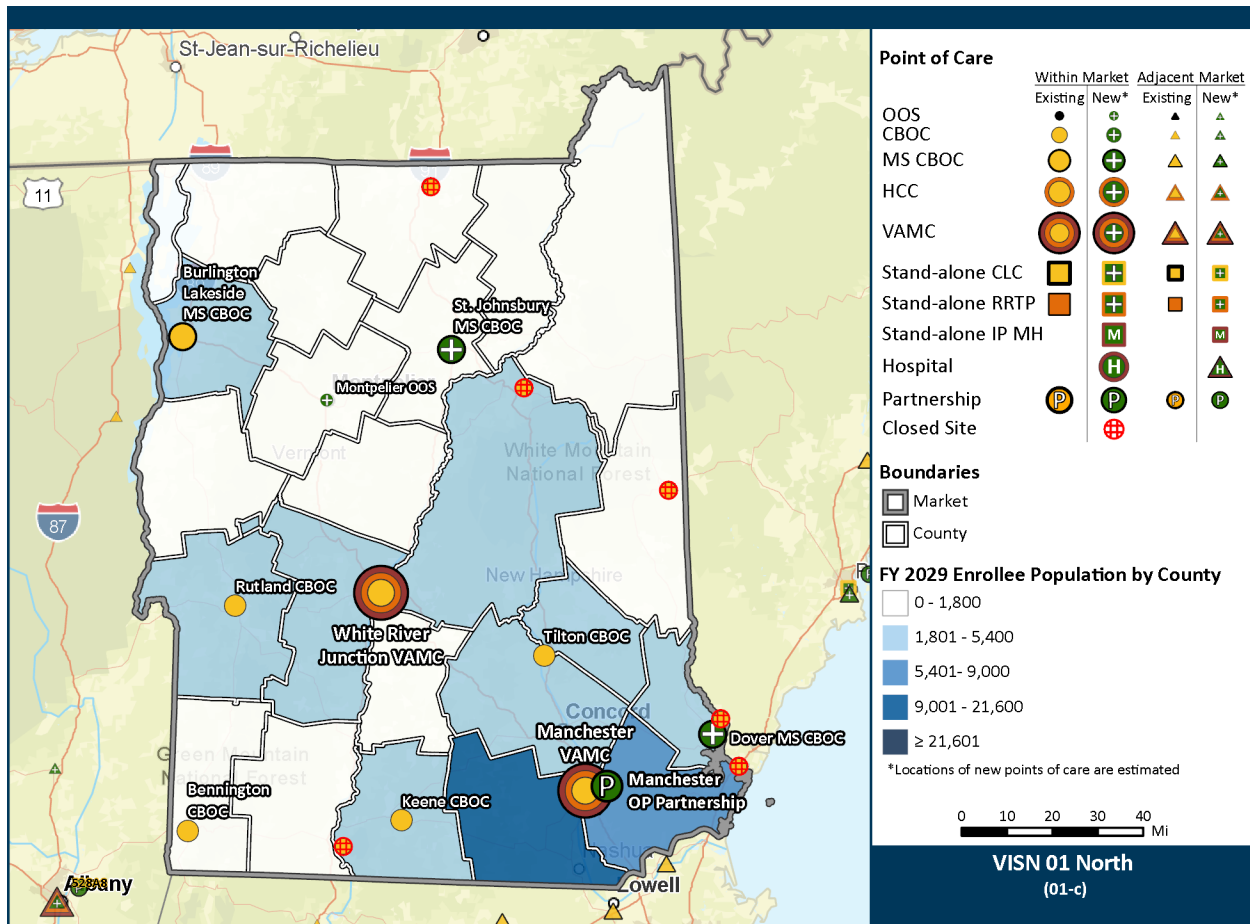 St-Jean-sur-Richelieu
89
11
Burlington
Lakeside
MS CBOC
St. Johnsbury
MS CBOC
Montpelier OOS
Vermont
White Mountain
National Forest
87
New Hampshire
Rutland CBOC
White River
Junction VAMC
Tilton CBOC
Concord
Manchester
VAMC
Dover MS CBOC
Green Mountain
National Forest
Bennington
CBOC
Keene CBOC
P
Manchester
OP Partnership
Nashua
Albany
528A8
Lowell
Point of Care
Within Market
Adjacent Market
Existing
New*
Existing
New*
OOS
CBOC
MS CBOC
HCC
VAMC
Stand-alone CLC
Stand-alone RRTP
Stand-alone IP MH
M
M
Hospital
H
H
Partnership
P
P
P
P
Closed Site
Boundaries
Market
County
FY 2029 Enrollee Population by County
0 - 1,800
1,801 - 5,400
5,401- 9,000
9,001 - 21,600
≥ 21,601
*Locations of new points of care are estimated
0 10 20 30 40
Mi
VISN 01 North
(01-c)